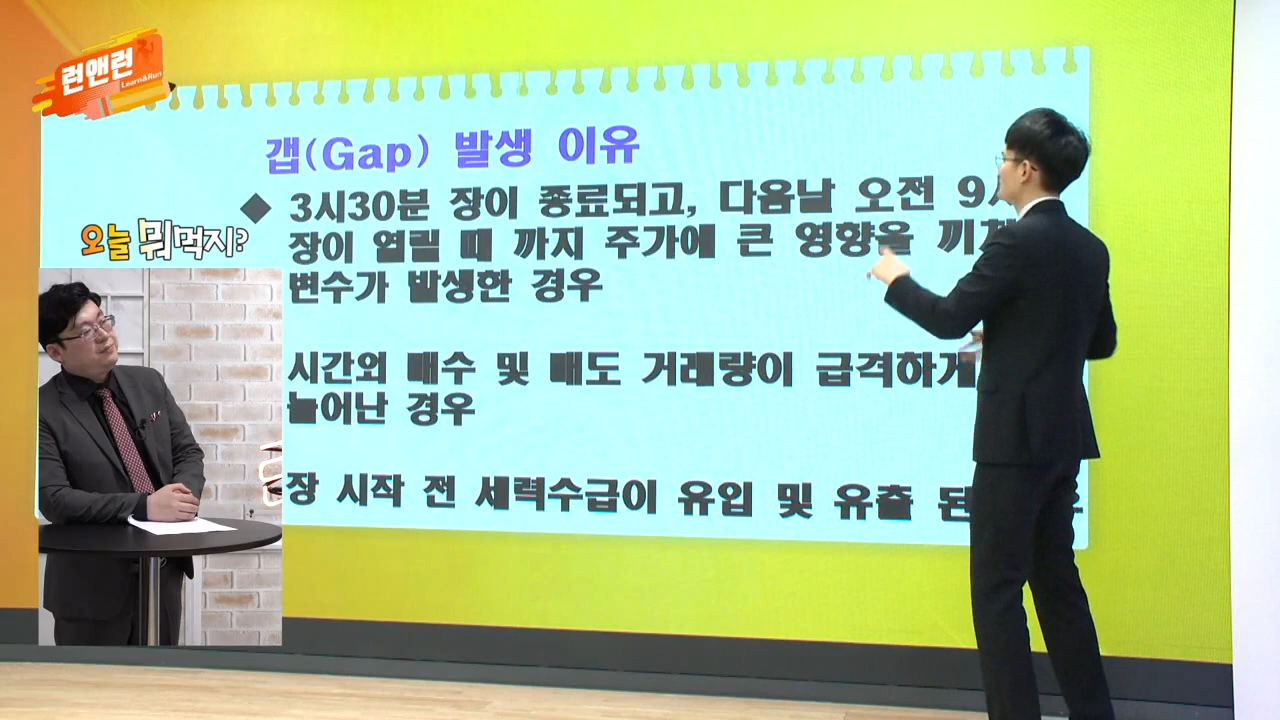 런앤런
Learn&Run
갭(Gap) 발생 이유
◆ 3시30분 장이 종료되고, 다음날 오전 9시
장이 열릴 때 까지 주가에 큰 영향을 끼칠
변수가 발생한 경우
오늘 뭐먹지?
시간외 매수 및 매도 거래량이 급격하게
늘어난 경우
장 시작 전 세력수급이 유입 및 유출 된